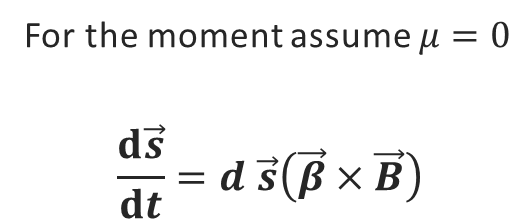 For the moment assume μ = 0
d𝑠⃗/d𝑡 = 𝑑 𝑠⃗(𝛽⃗ × 𝐵⃗)